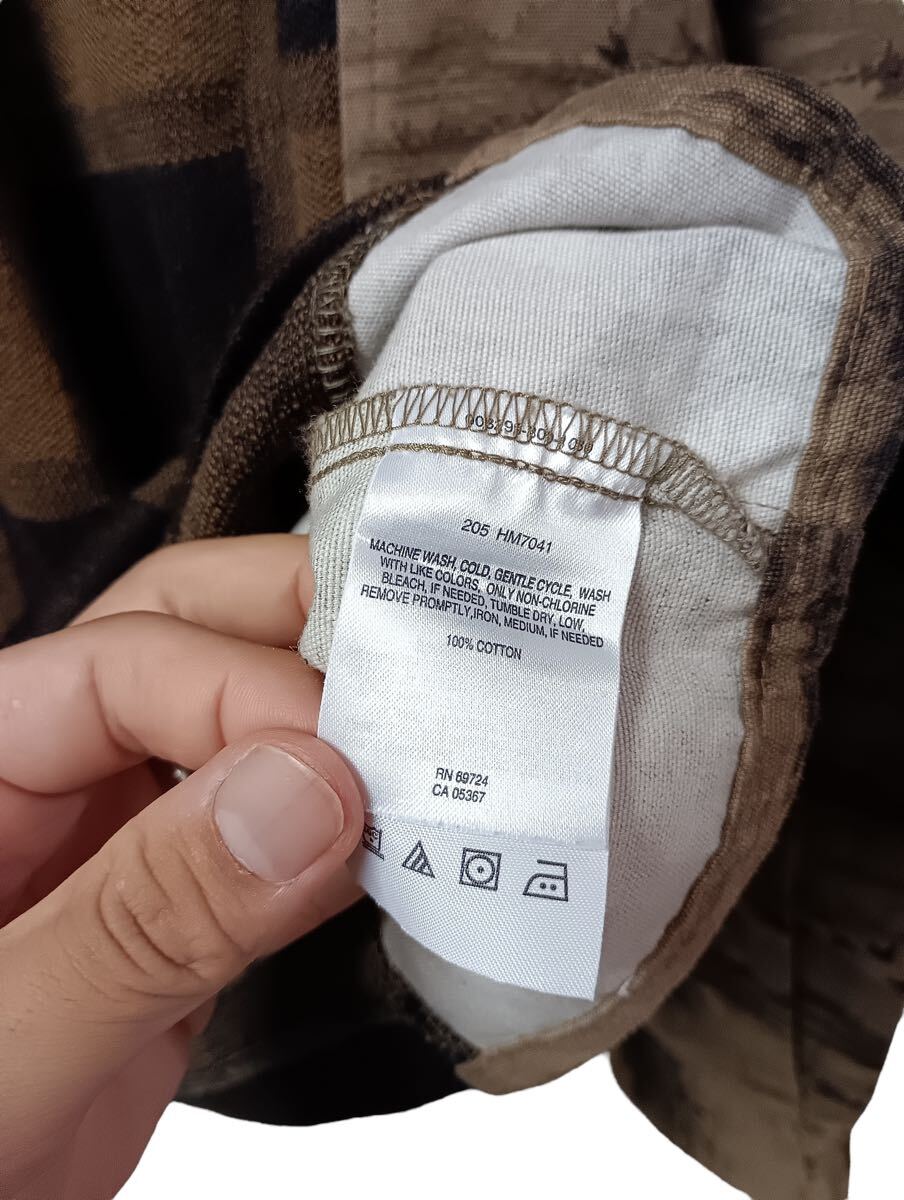 205 HM7041
MACHINE WASH, COLD, GENTLE CYCLE, WASH
WITH LIKE COLORS, ONLY NON-CHLORINE
BLEACH, IF NEEDED, TUMBLE DRY, LOW,
REMOVE PROMPTLY, IRON, MEDIUM, IF NEEDED
100% COTTON
RN 69724
CA 05367